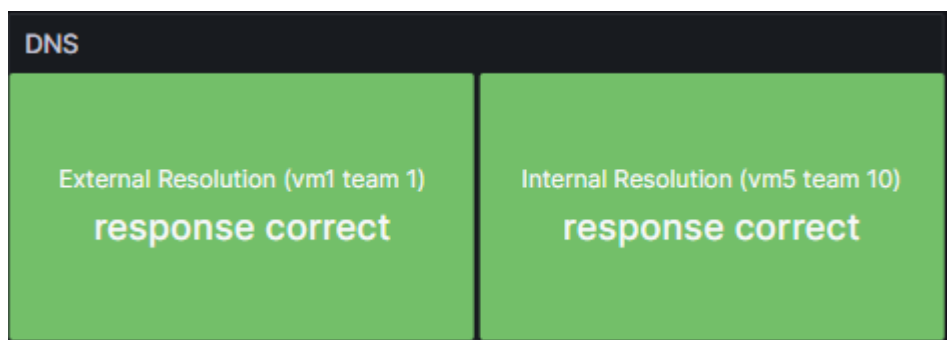 DNS
External Resolution (vm1 team 1)
response correct
Internal Resolution (vm5 team 10)
response correct